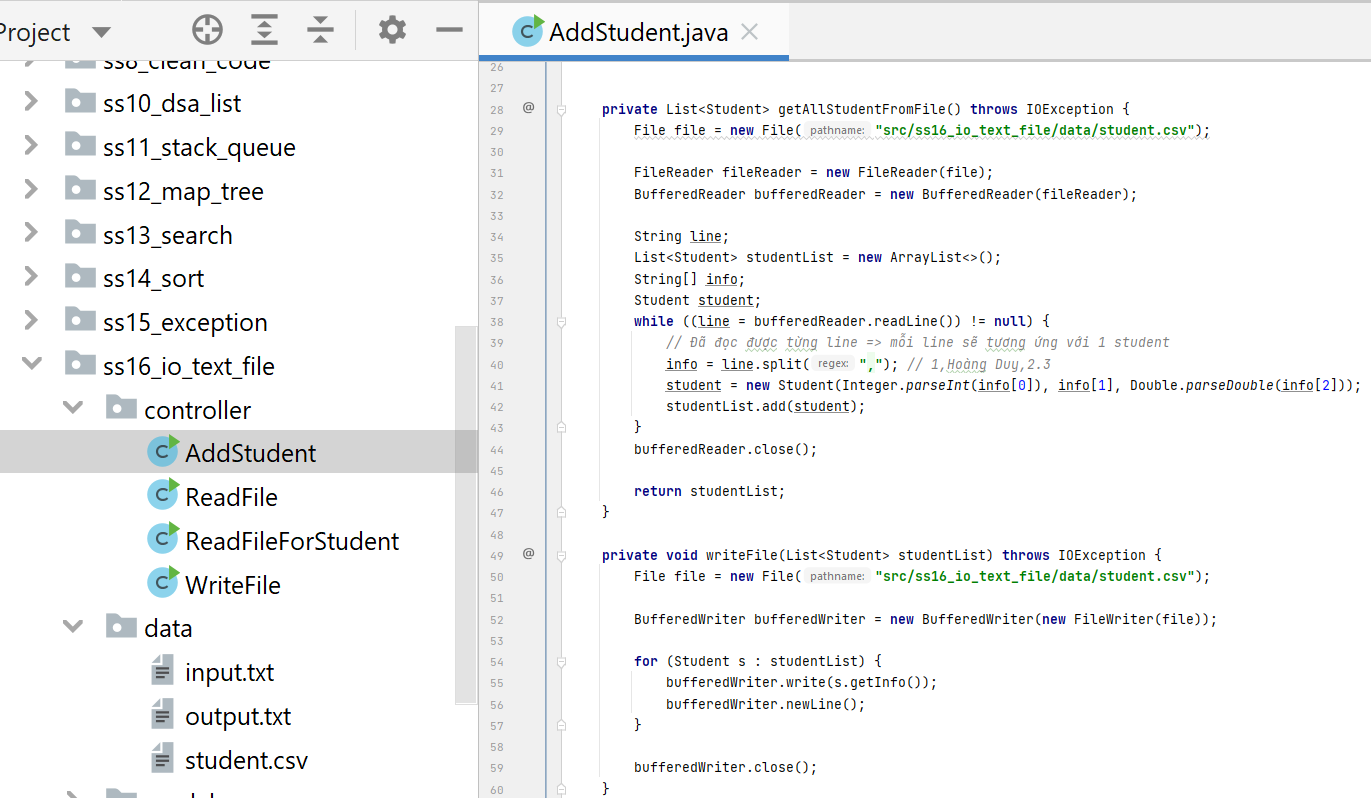 Project
ss8_clean_code
ss10_dsa_list
ss11_stack_queue
ss12_map_tree
ss13_search
ss14_sort
ss15_exception
ss16_io_text_file
controller
AddStudent
ReadFile
ReadFileForStudent
WriteFile
data
input.txt
output.txt
student.csv
AddStudent.java
26
27
28 @ private List<Student> getAllStudentFromFile() throws IOException {
29 File file = new File( pathname: "src/ss16_io_text_file/data/student.csv");
30
31 FileReader fileReader = new FileReader(file);
32 BufferedReader bufferedReader = new BufferedReader(fileReader);
33
34 String line;
35 List<Student> studentList = new ArrayList<>();
36 String[] info;
37 Student student;
38 while ((line = bufferedReader.readLine()) != null) {
39 // Đã đọc được từng line => mỗi line sẽ tương ứng với 1 student
40 info = line.split( regex: ","); // 1,Hoàng Duy,2.3
41 student = new Student(Integer.parseInt(info[0]), info[1], Double.parseDouble(info[2]));
42 studentList.add(student);
43 }
44 bufferedReader.close();
45
46 return studentList;
47 }
48
49 @ private void writeFile(List<Student> studentList) throws IOException {
50 File file = new File( pathname: "src/ss16_io_text_file/data/student.csv");
51
52 BufferedWriter bufferedWriter = new BufferedWriter(new FileWriter(file));
53
54 for (Student s : studentList) {
55 bufferedWriter.write(s.getInfo());
56 bufferedWriter.newLine();
57 }
58
59 bufferedWriter.close();
60 }